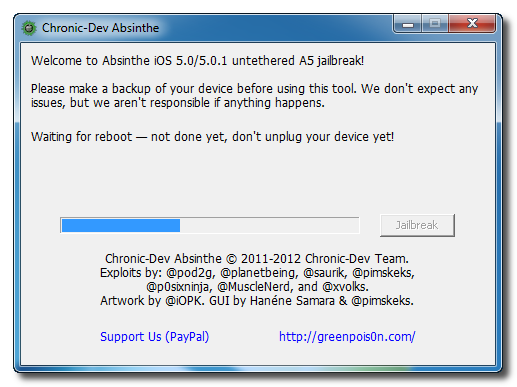 Chronic-Dev Absinthe
Welcome to Absinthe iOS 5.0/5.0.1 untethered A5 jailbreak!
Please make a backup of your device before using this tool. We don't expect any
issues, but we aren't responsible if anything happens.
Waiting for reboot — not done yet, don't unplug your device yet!
Jailbreak
Chronic-Dev Absinthe © 2011-2012 Chronic-Dev Team.
Exploits by: @pod2g, @planetbeing, @saurik, @pimskeks,
@p0sixninja, @MuscleNerd, and @xvolks.
Artwork by @iOPK. GUI by Hanéne Samara & @pimskeks.
Support Us (PayPal)
http://greenpois0n.com/